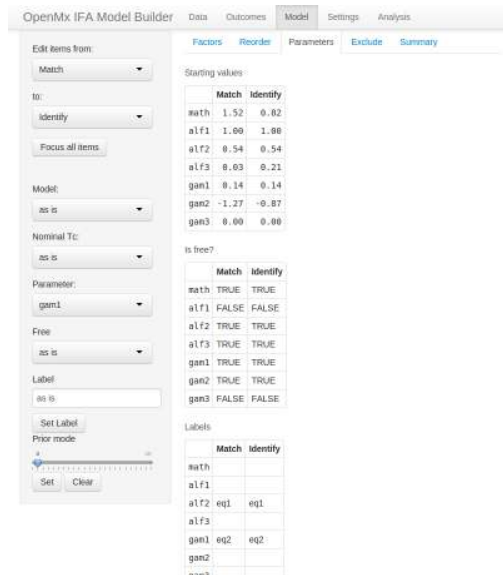 OpenMx IFA Model Builder Data Outcomes Model Settings Analysis
Edit items from:
Match
to:
Identify
Focus all items
Model:
as is
Nominal Tc:
as is
Parameter:
gam1
Free
as is
Label
as is
Set Label
Prior mode
Set Clear
Factors Reorder Parameters Exclude Summary
Starting values
Match Identify
math 1.52 0.82
alf1 1.00 1.00
alf2 0.54 0.54
alf3 0.03 0.21
gam1 0.14 0.14
gam2 -1.27 -0.87
gam3 0.00 0.00
Is free?
Match Identify
math TRUE TRUE
alf1 FALSE FALSE
alf2 TRUE TRUE
alf3 TRUE TRUE
gam1 TRUE TRUE
gam2 TRUE TRUE
gam3 FALSE FALSE
Labels
Match Identify
math
alf1
alf2 eq1 eq1
alf3
gam1 eq2 eq2
gam2